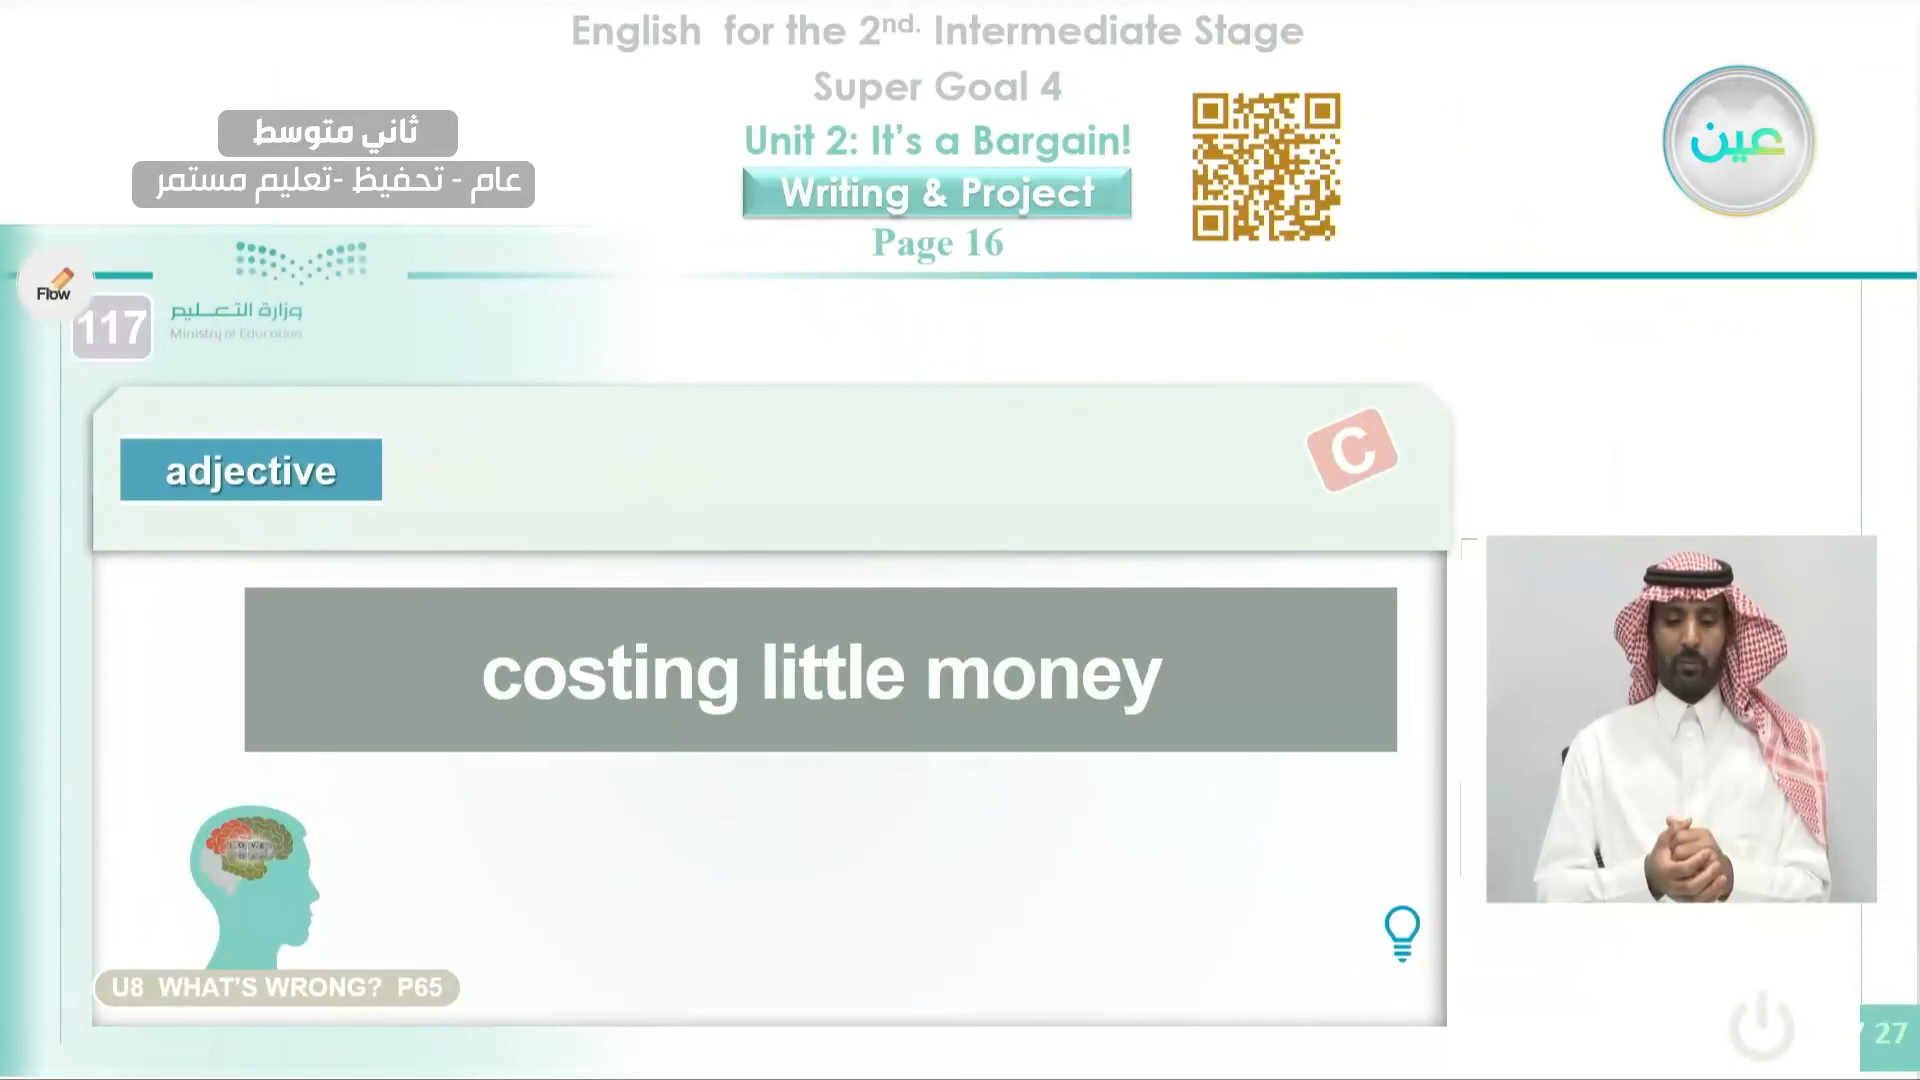 English for the 2nd. Intermediate Stage
Super Goal 4
ثاني متوسط
Unit 2: It's a Bargain!
عين
عام - تحفيظ -تعليم مستمر
Writing & Project
Page 16
Flow
117
وزارة التعليم
Ministry of Education
adjective
C
costing little money
U8 WHAT'S WRONG? P65
/ 27